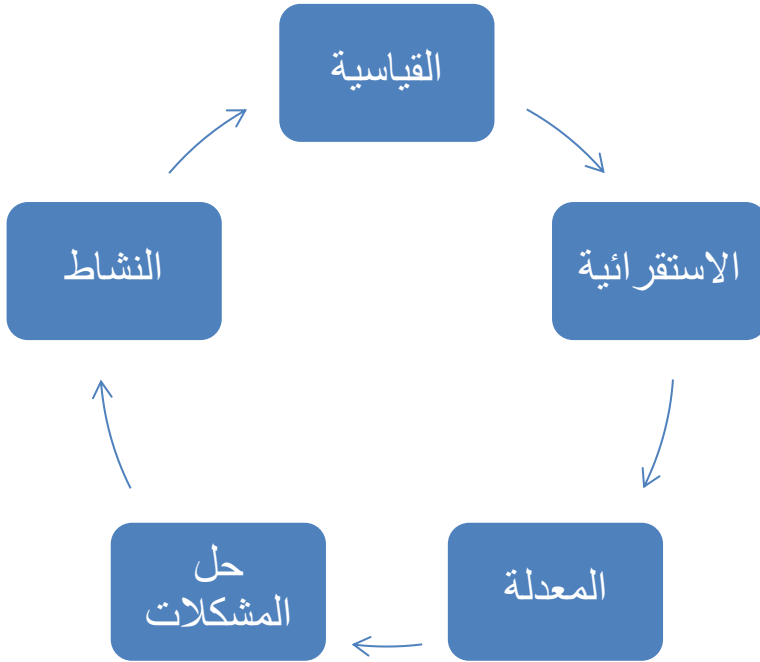 القياسية
الاستقرائية
المعدلة
حل
المشكلات
النشاط